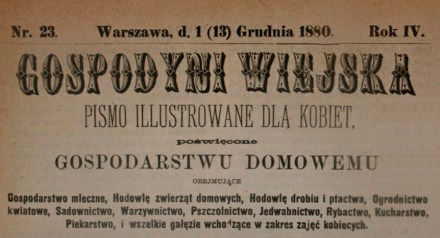 Nr. 23.
Warszawa, d. 1 (13) Grudnia 1880.
Rok IV.
GOSPODYNI WIEJSKA
PISMO ILLUSTROWANE DLA KOBIET,
poświęcone
GOSPODARSTWU DOMOWEMU
OBEJMUJĄCE
Gospodarstwo mleczne, Hodowlę zwierząt domowych, Hodowlę drobiu i ptactwa, Ogrodnictwo
kwiatowe, Sadownictwo, Warzywnictwo, Pszczolnictwo, Jedwabnictwo, Rybactwo, Kucharstwo,
Piekarstwo, i wszelkie gałęzie wchodzące w zakres zajęć kobiecych.